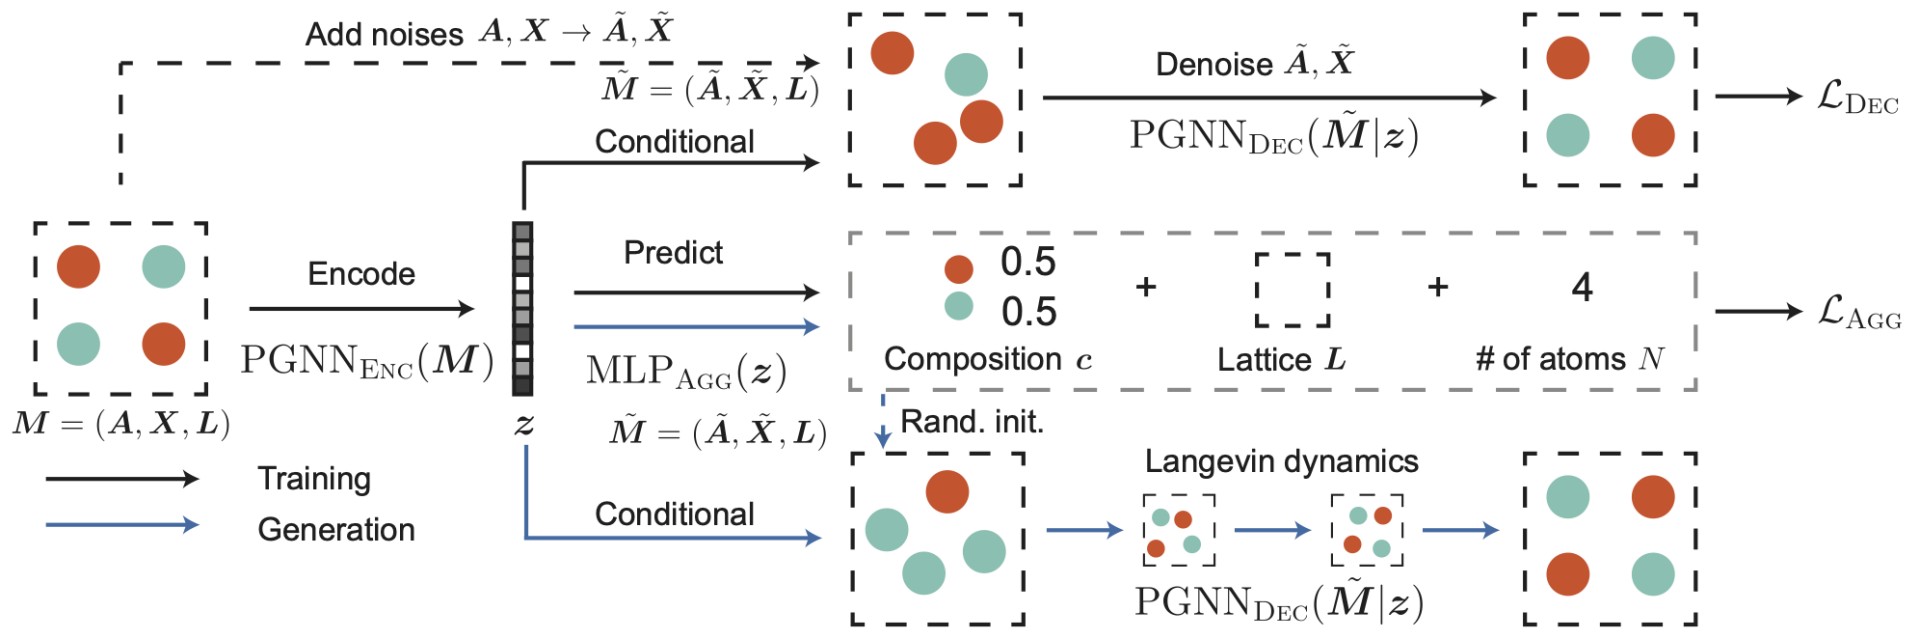 Add noises A, X → Ã, X̃
M̃ = (Ã, X̃, L)
Conditional
Denoise Ã, X̃
PGNN_DEC(M̃|z)
ℒ_DEC
Encode
PGNN_ENC(M)
M = (A, X, L)
z
Predict
MLP_AGG(z)
0.5
0.5
Composition c
+
Lattice L
+
4
# of atoms N
ℒ_AGG
M̃ = (Ã, X̃, L)
Rand. init.
Training
Generation
Conditional
Langevin dynamics
PGNN_DEC(M̃|z)